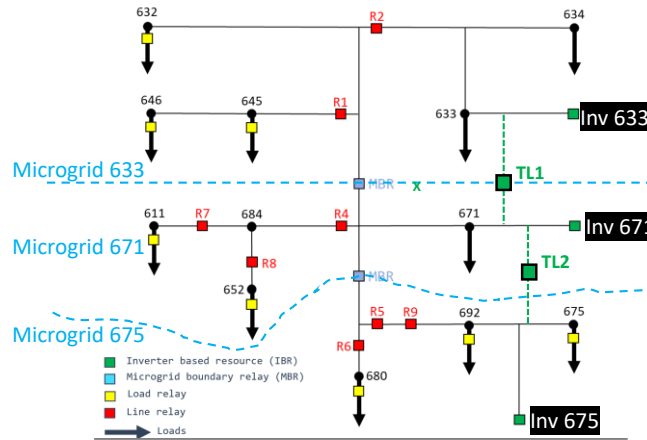 632
R2
634
646
645
R1
633
Inv 633
Microgrid 633
MBR
x
TL1
611
R7
684
R4
671
Inv 671
Microgrid 671
R8
MBR
TL2
652
Microgrid 675
R5
R9
692
675
R6
680
Inv 675
Inverter based resource (IBR)
Microgrid boundary relay (MBR)
Load relay
Line relay
Loads